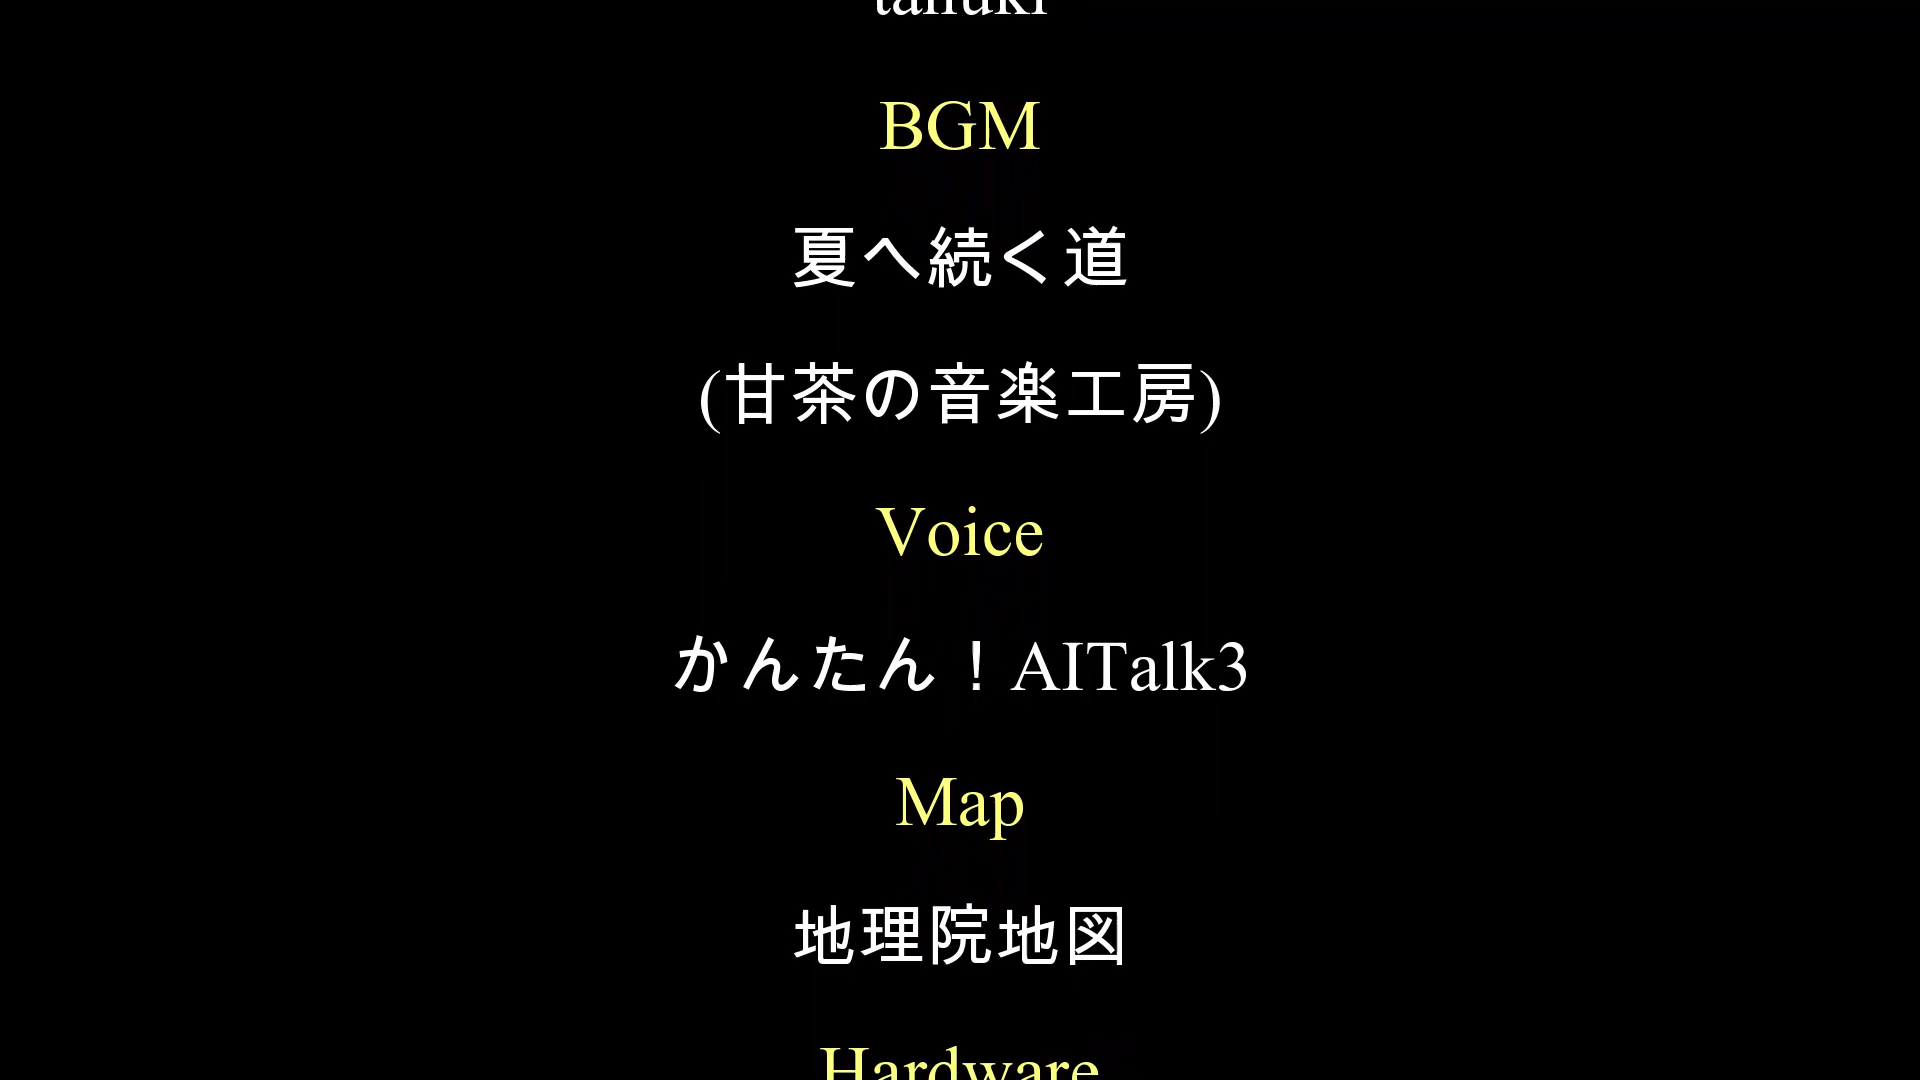 tanuki
BGM
夏へ続く道
(甘茶の音楽工房)
Voice
かんたん！AITalk3
Map
地理院地図
Hardware